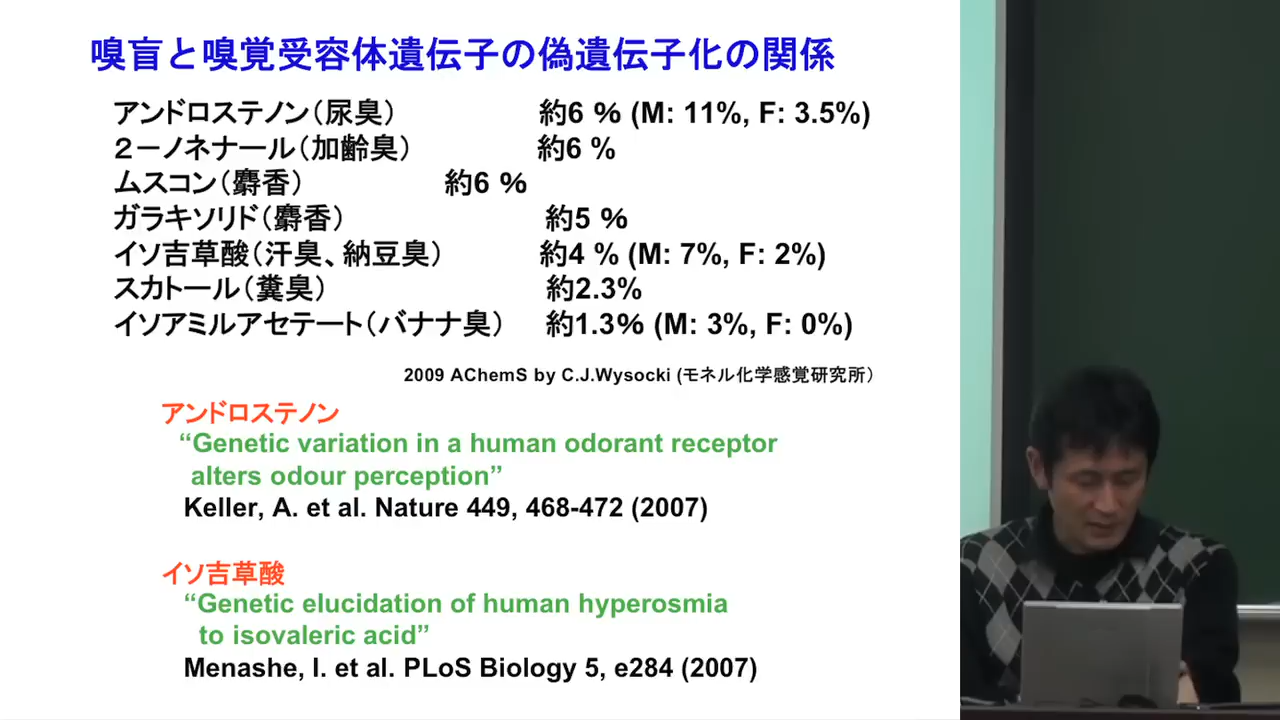 嗅盲と嗅覚受容体遺伝子の偽遺伝子化の関係
アンドロステノン（尿臭） 約6 % (M: 11%, F: 3.5%)
２－ノネナール（加齢臭） 約6 %
ムスコン（麝香） 約6 %
ガラキソリド（麝香） 約5 %
イソ吉草酸（汗臭、納豆臭） 約4 % (M: 7%, F: 2%)
スカトール（糞臭） 約2.3%
イソアミルアセテート（バナナ臭） 約1.3% (M: 3%, F: 0%)
2009 AChemS by C.J.Wysocki (モネル化学感覚研究所）
アンドロステノン
“Genetic variation in a human odorant receptor
alters odour perception”
Keller, A. et al. Nature 449, 468-472 (2007)
イソ吉草酸
“Genetic elucidation of human hyperosmia
to isovaleric acid”
Menashe, I. et al. PLoS Biology 5, e284 (2007)